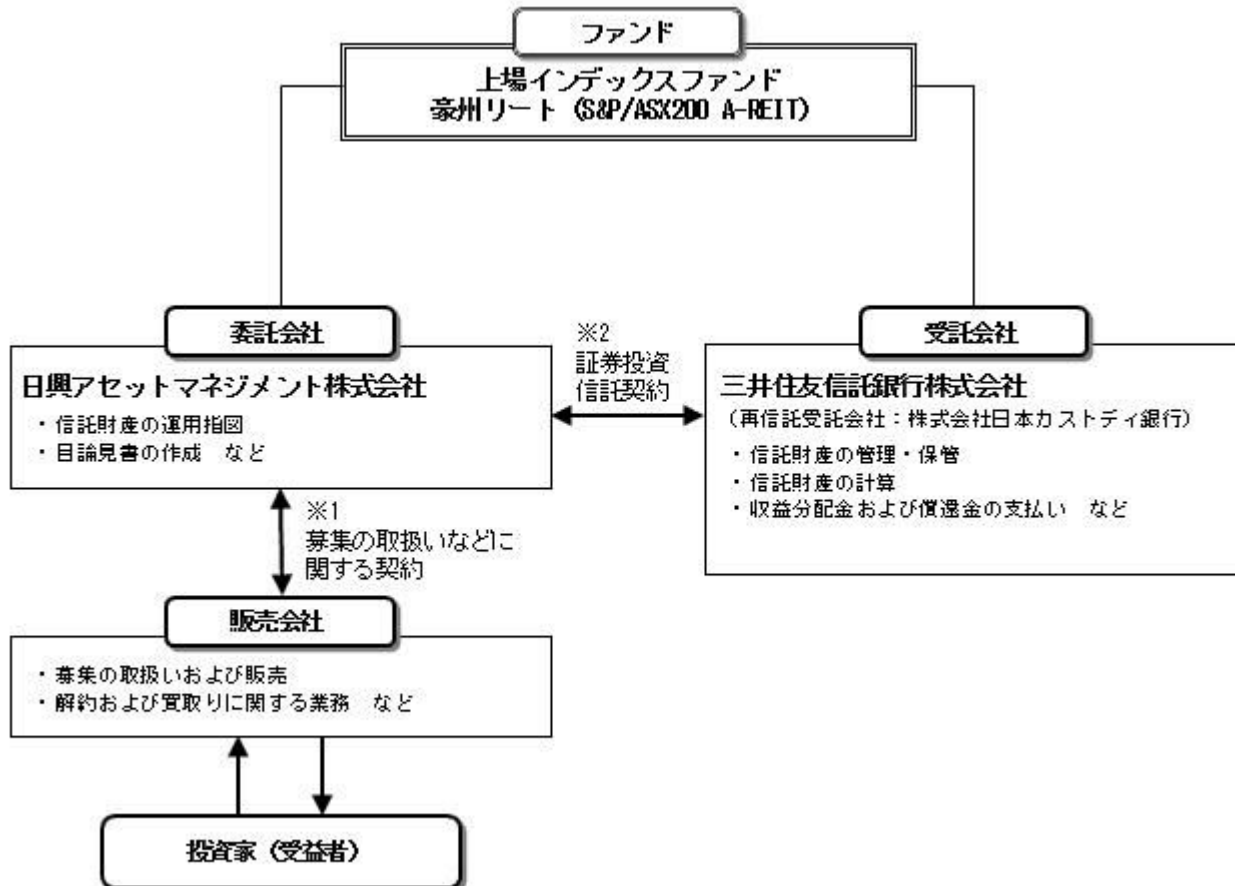 ファンド
上場インデックスファンド
豪州リート（S&P/ASX200 A-REIT）
委託会社
日興アセットマネジメント株式会社
・信託財産の運用指図
・目論見書の作成　など
※2
証券投資
信託契約
受託会社
三井住友信託銀行株式会社
（再信託受託会社：株式会社日本カストディ銀行）
・信託財産の管理・保管
・信託財産の計算
・収益分配金および償還金の支払い　など
※1
募集の取扱いなどに
関する契約
販売会社
・募集の取扱いおよび販売
・解約および買取りに関する業務　など
投資家（受益者）